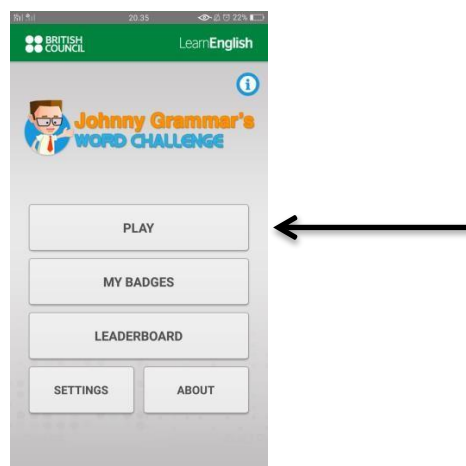 20.35 22%
BRITISH
COUNCIL
LearnEnglish
i
Johnny Grammar's
WORD CHALLENGE
PLAY
MY BADGES
LEADERBOARD
SETTINGS ABOUT